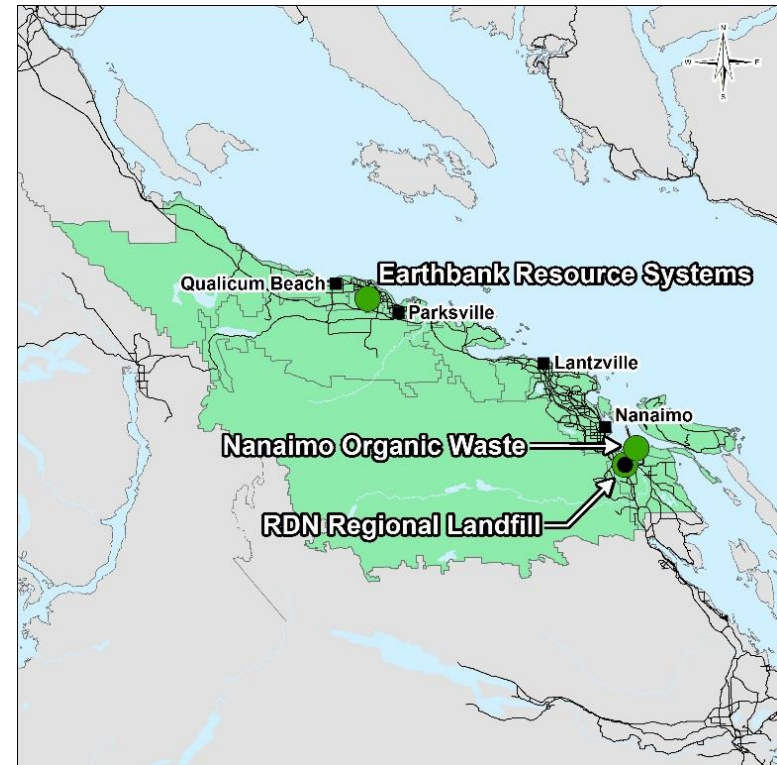 N
W E
S
Earthbank Resource Systems
Qualicum Beach
Parksville
Lantzville
Nanaimo
Nanaimo Organic Waste
RDN Regional Landfill